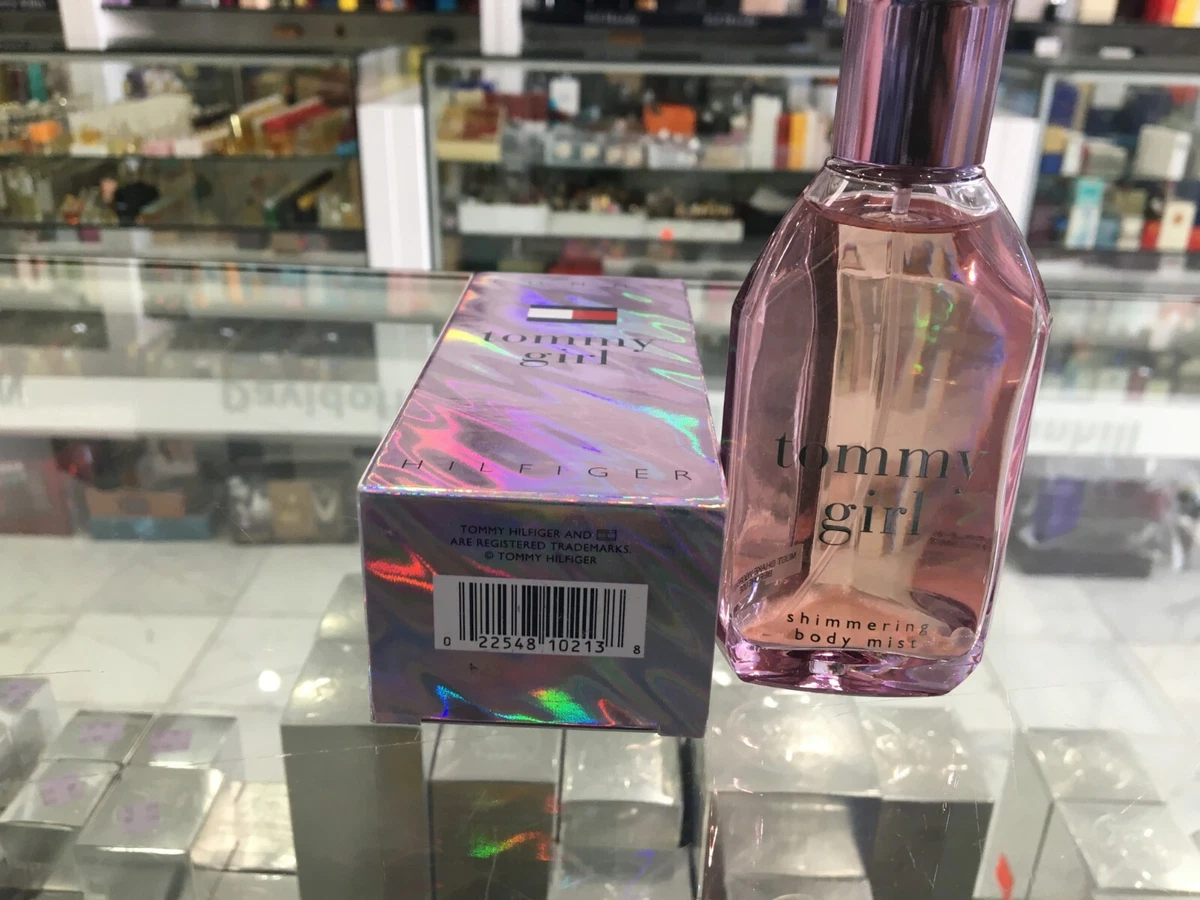 tommy
girl
HILFIGER
TOMMY HILFIGER AND
ARE REGISTERED TRADEMARKS.
© TOMMY HILFIGER
0 22548 10213 8
tommy
girl
shimmering
body mist
Davidoff